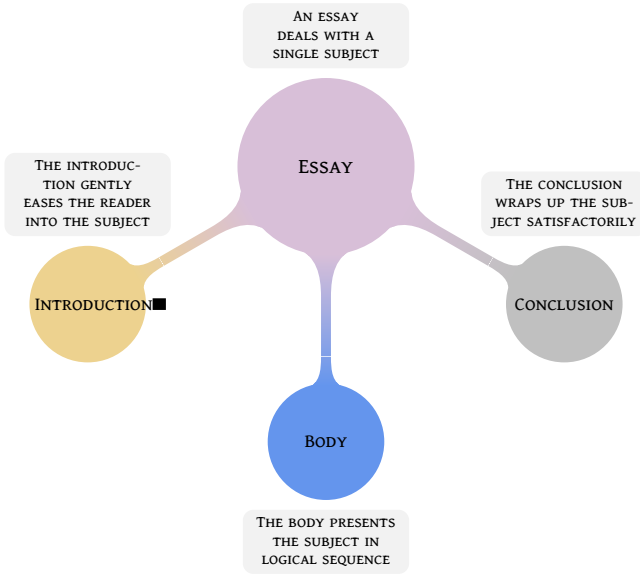 An essay
deals with a
single subject
Essay
The introduc-
tion gently
eases the reader
into the subject
The conclusion
wraps up the sub-
ject satisfactorily
Introduction
Conclusion
Body
The body presents
the subject in
logical sequence